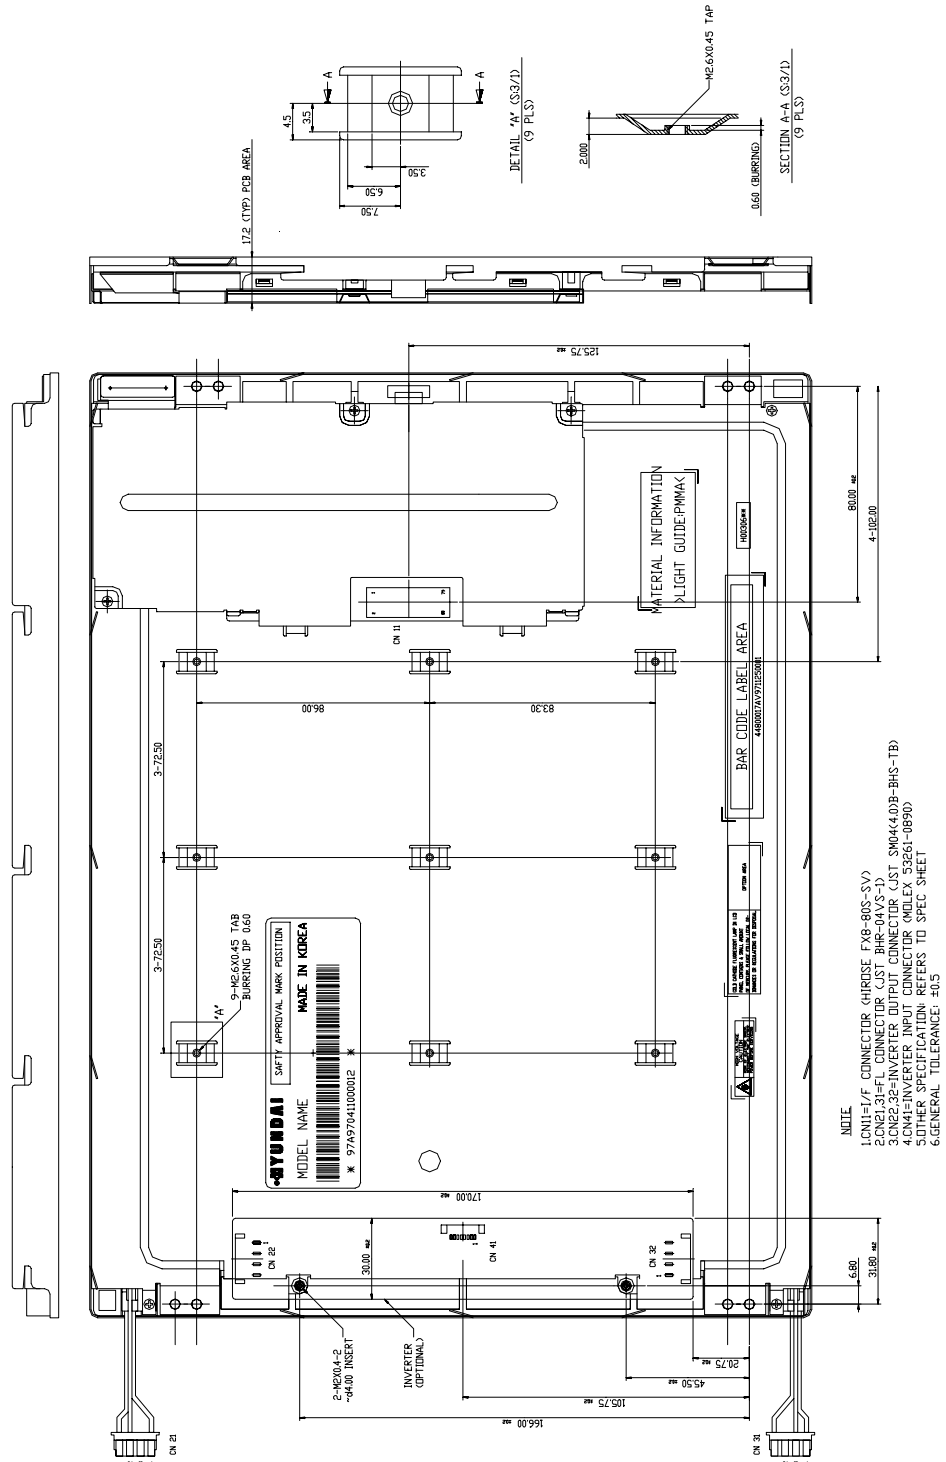 A
A
4.5
3.5
3.50
6.50
7.50
DETAIL "A" (S:3/1)
(9 PLS)
M2.6X0.45 TAP
2.000
0.60 (BURRING)
SECTION A-A (S:3/1)
(9 PLS)
17.2 (TYP) PCB AREA
125.75
80.00
4-102.00
MATERIAL INFORMATION
>LIGHT GUIDE:PMMA<
CN 11
86.00
83.30
3-72.50
3-72.50
BAR CODE LABEL AREA
44800017AV9711250001
OPTION AREA
9-M2.6X0.45 TAB
BURRING DP 0.60
"A"
HYUNDAI
SAFTY APPROVAL MARK POSITION
MODEL NAME
MADE IN KOREA
* 97A970411000012 *
170.00
30.00
CN 22
CN 41
CN 32
6.80
31.80
2-M2X0.4-2
~d4.00 INSERT
INVERTER
(OPTIONAL)
20.75
45.50
105.75
166.00
CN 21
CN 31
NOTE
1.CN11=I/F CONNECTOR (HIROSE FX8-80S-SV)
2.CN21,31=FL CONNECTOR (JST BHR-04VS-1)
3.CN22,32=INVERTER OUTPUT CONNECTOR (JST SM04(4.0)B-BHS-TB)
4.CN41=INVERTER INPUT CONNECTOR (MOLEX 53261-0890)
5.OTHER SPECIFICATION: REFERS TO SPEC SHEET
6.GENERAL TOLERANCE: ±0.5